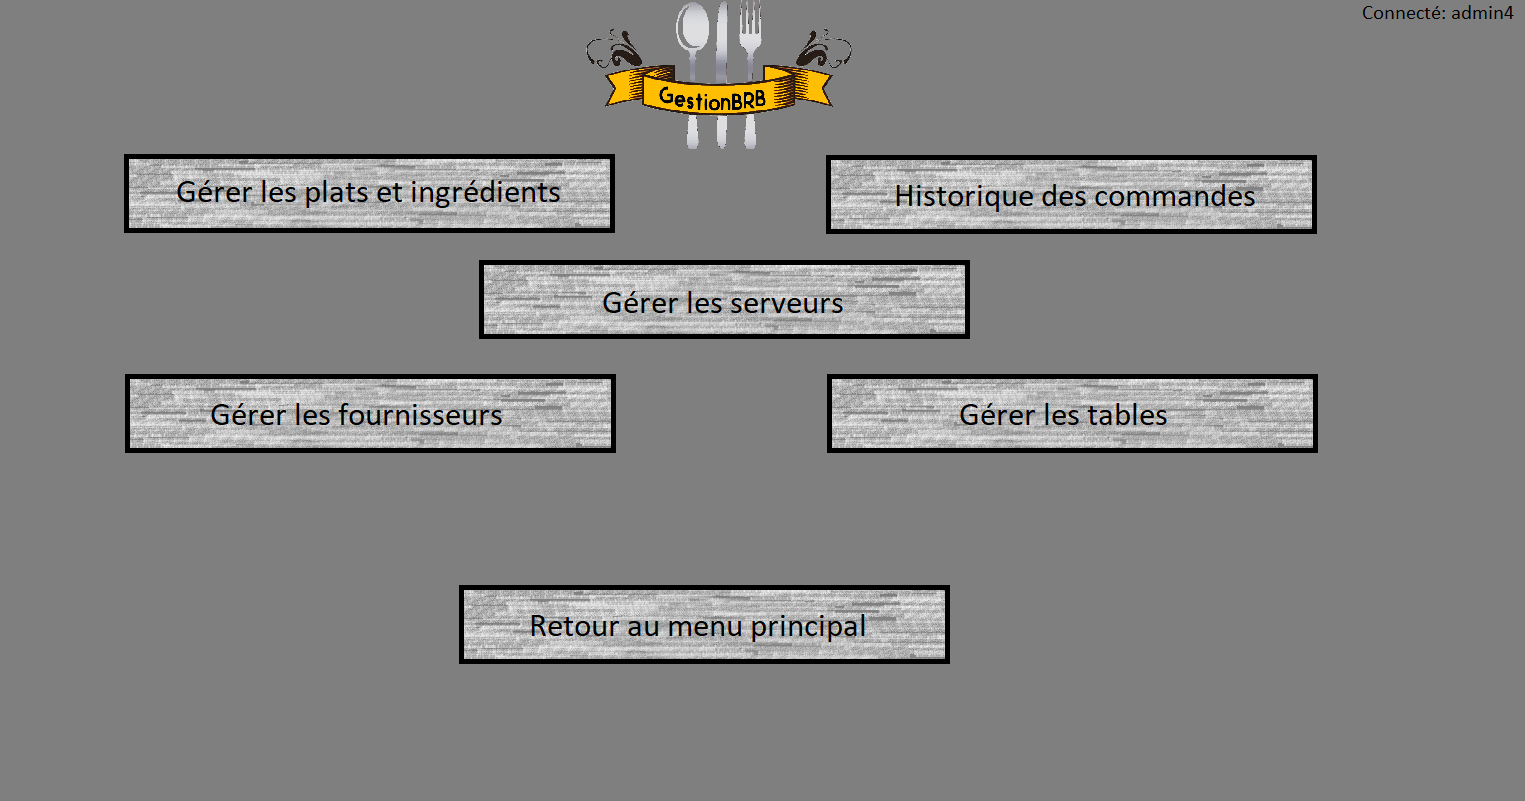 Connecté: admin4
GestionBRB
Gérer les plats et ingrédients
Historique des commandes
Gérer les serveurs
Gérer les fournisseurs
Gérer les tables
Retour au menu principal